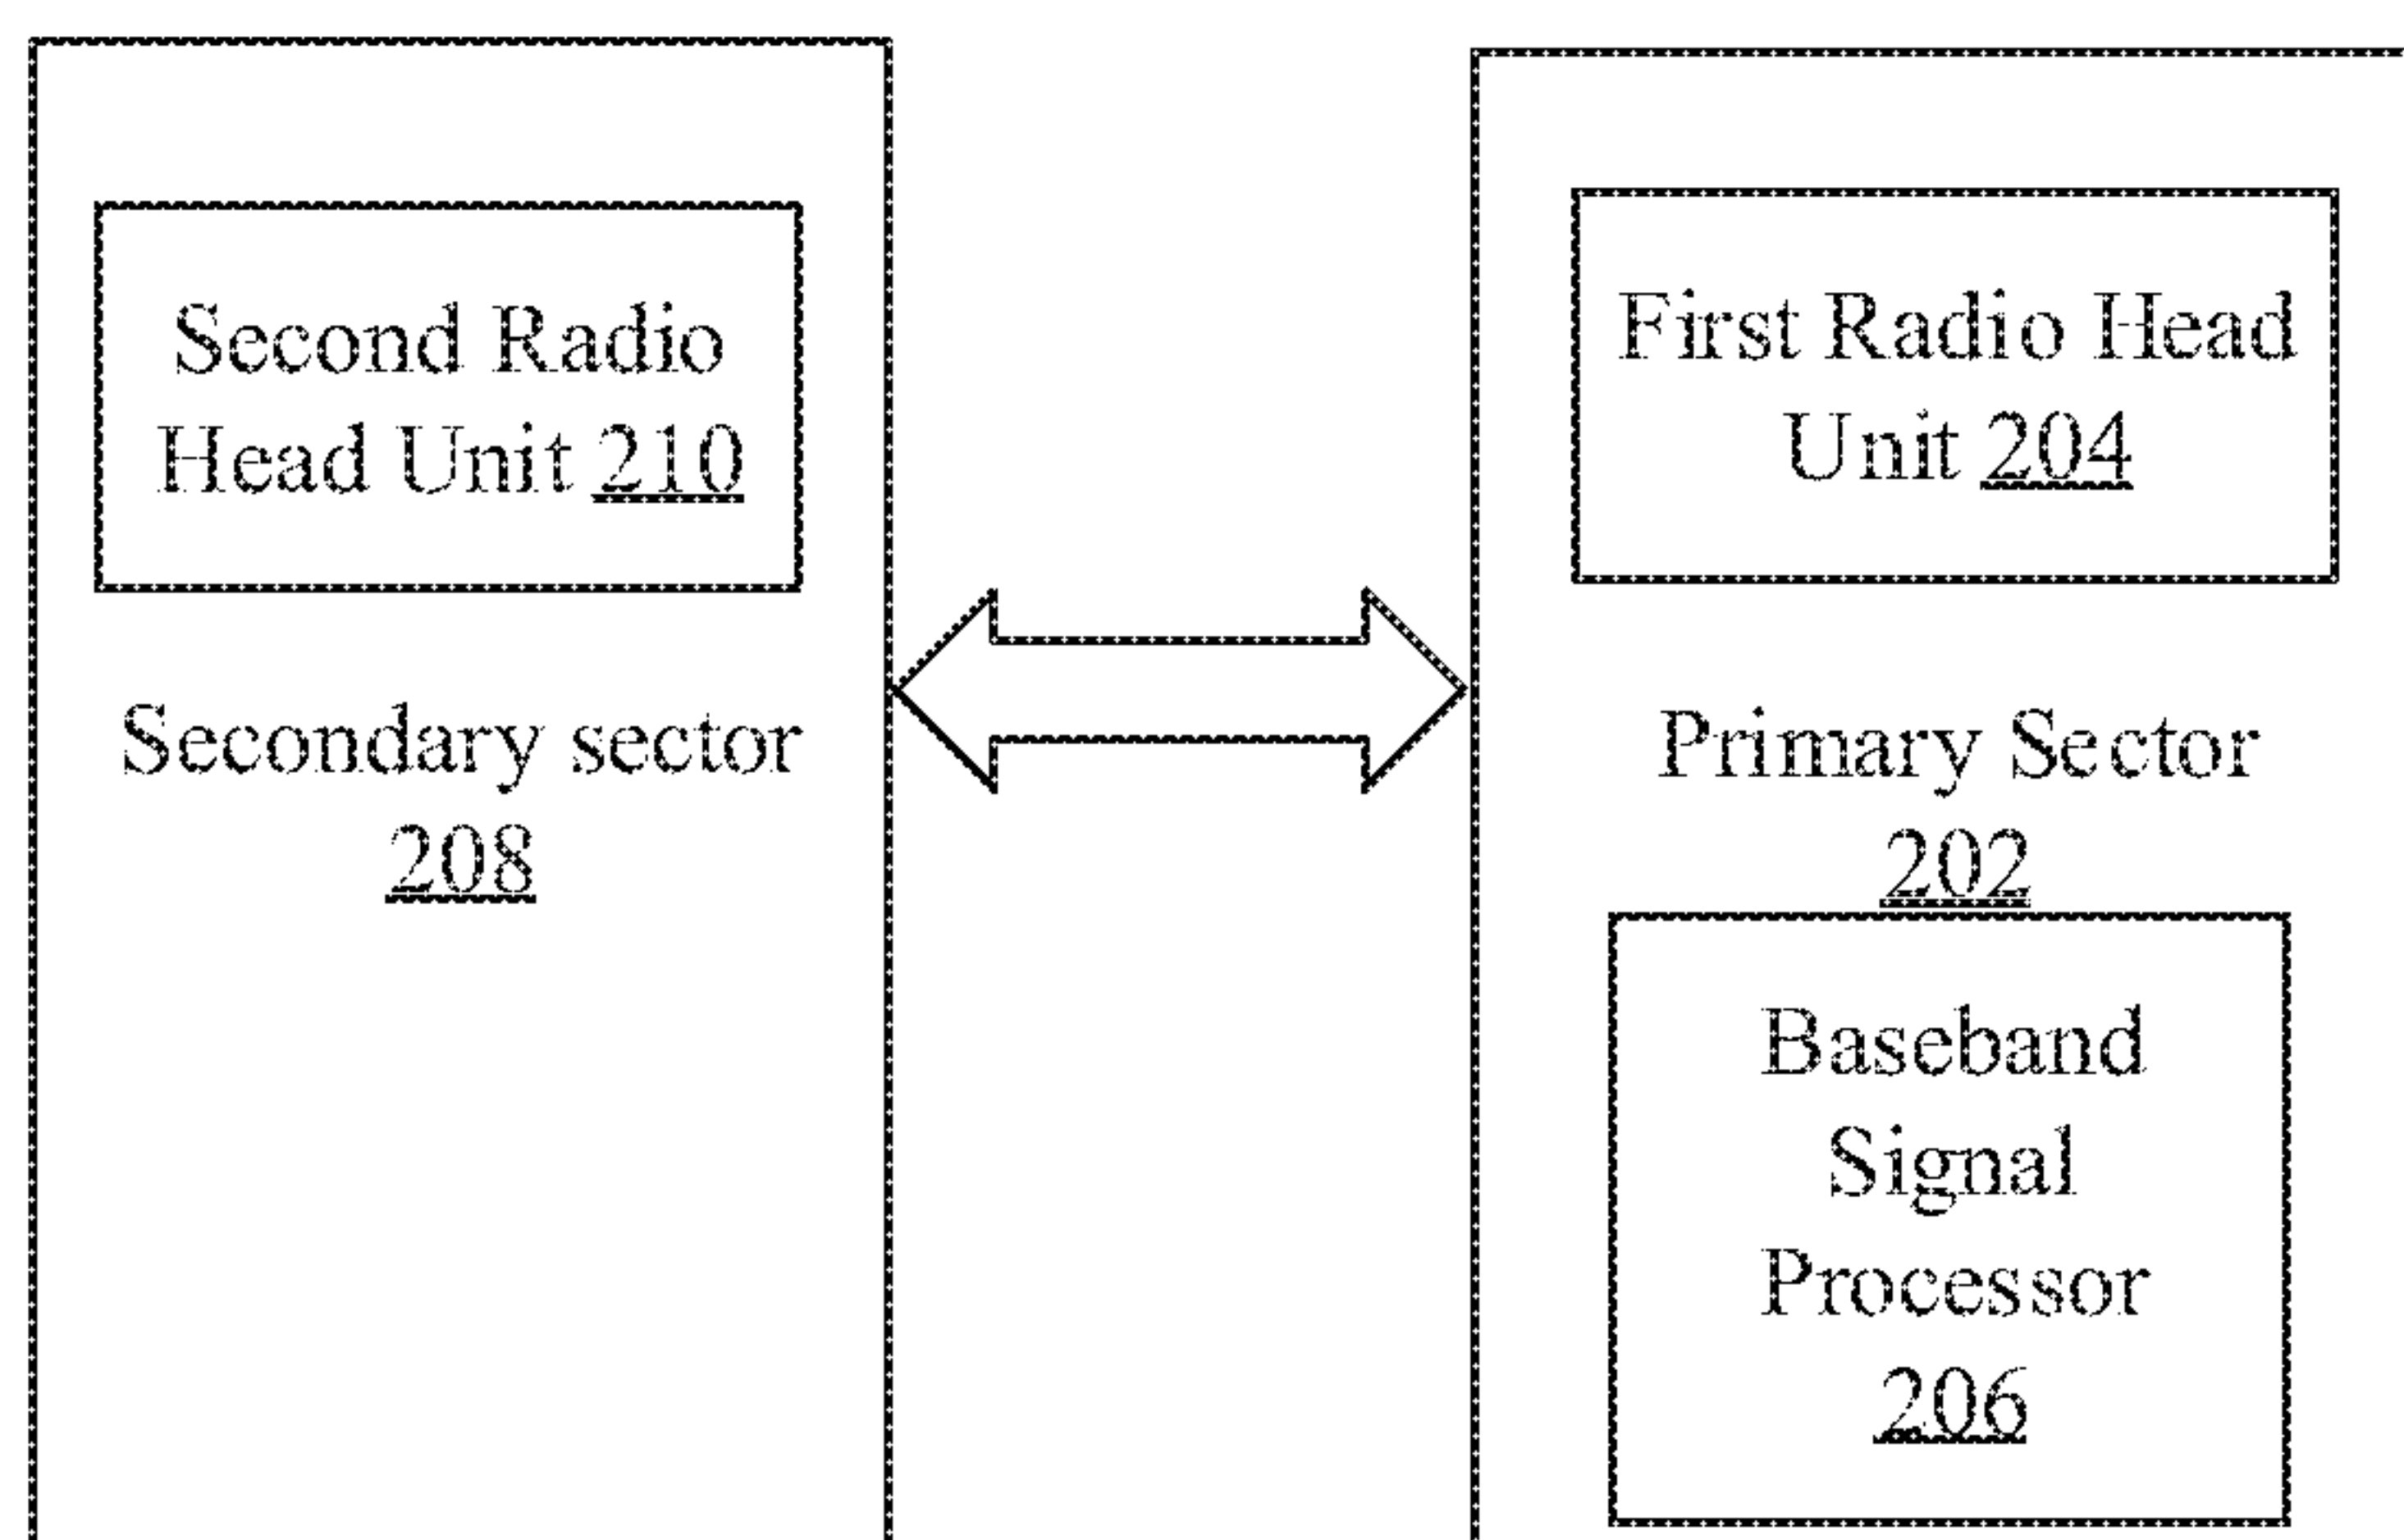 Second Radio
Head Unit 210
Secondary sector
208
First Radio Head
Unit 204
Primary Sector
202
Baseband
Signal
Processor
206